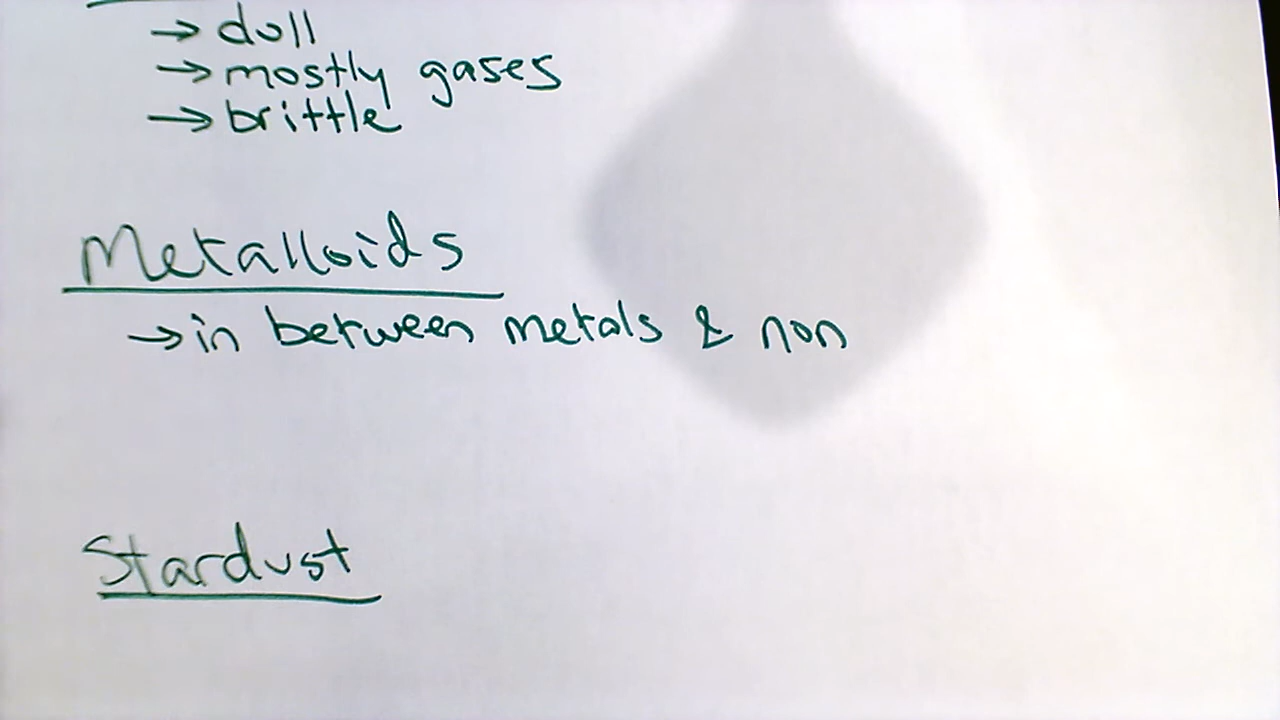 → dull
→ mostly gases
→ brittle
Metalloids
→ in between metals & non
Stardust